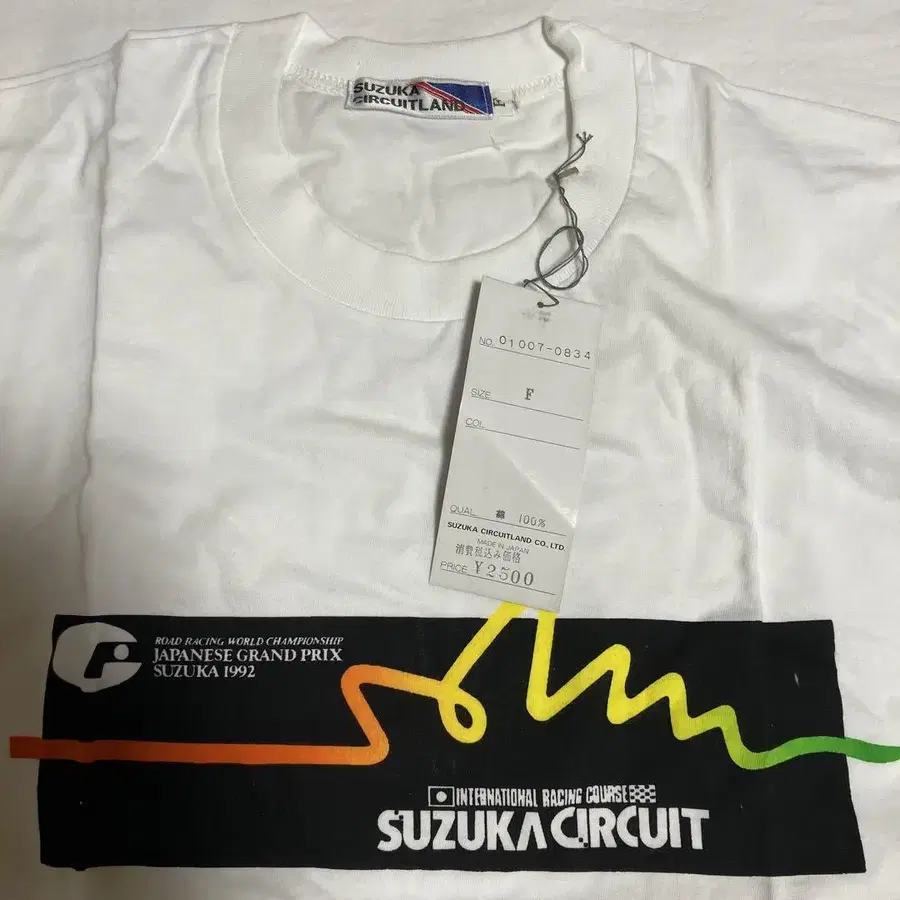 SUZUKA
CIRCUITLAND
F
NO. 01007-0834
SIZE F
COL
QUAL 綿 100%
SUZUKA CIRCUITLAND CO., LTD
MADE IN JAPAN
消費税込み価格
PRICE ¥2500
ROAD RACING WORLD CHAMPIONSHIP
JAPANESE GRAND PRIX
SUZUKA 1992
INTERNATIONAL RACING COURSE
SUZUKA CIRCUIT